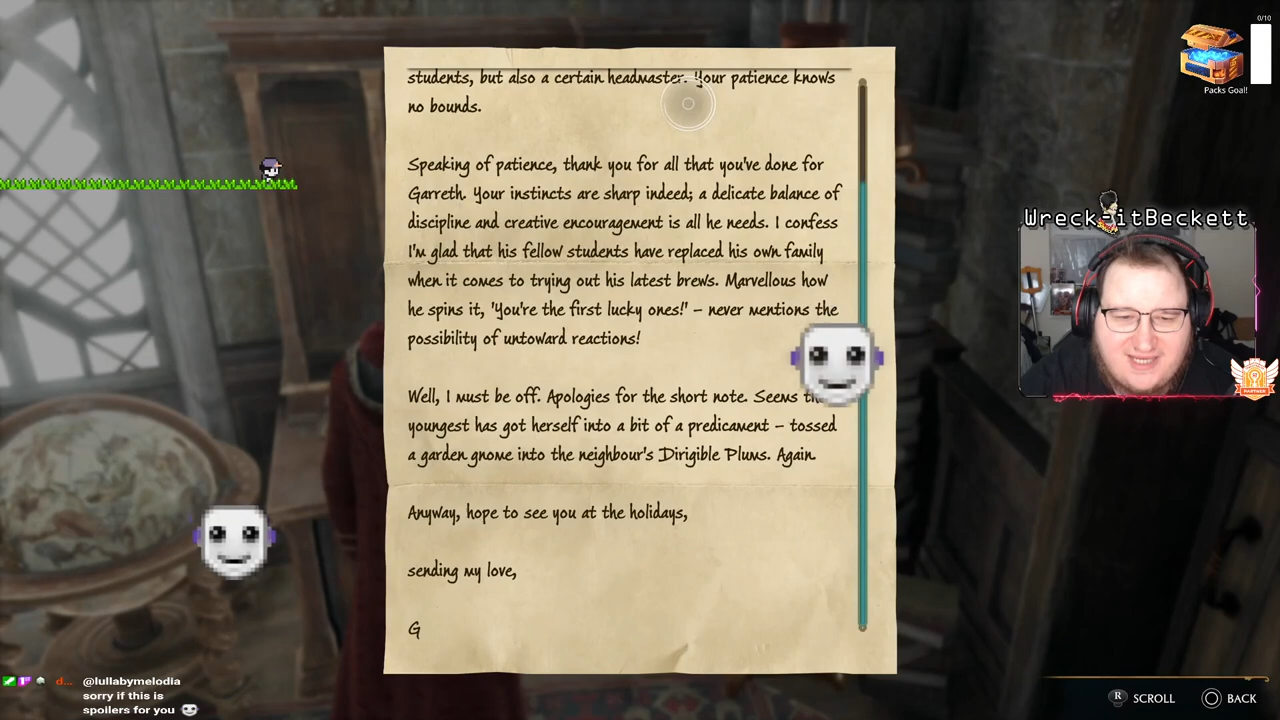 students, but also a certain headmaster. Your patience knows
no bounds.
Speaking of patience, thank you for all that you've done for
Garreth. Your instincts are sharp indeed; a delicate balance of
discipline and creative encouragement is all he needs. I confess
I'm glad that his fellow students have replaced his own family
when it comes to trying out his latest brews. Marvellous how
he spins it, 'You're the first lucky ones!' – never mentions the
possibility of untoward reactions!
Well, I must be off. Apologies for the short note. Seems
youngest has got herself into a bit of a predicament – tossed
a garden gnome into the neighbour's Dirigible Plums. Again.
Anyway, hope to see you at the holidays,
sending my love,
G
0/10
Packs Goal!
Wreck-itBeckett
PARTNER
d... @lullabymelodia
sorry if this is
spoilers for you
R SCROLL
BACK